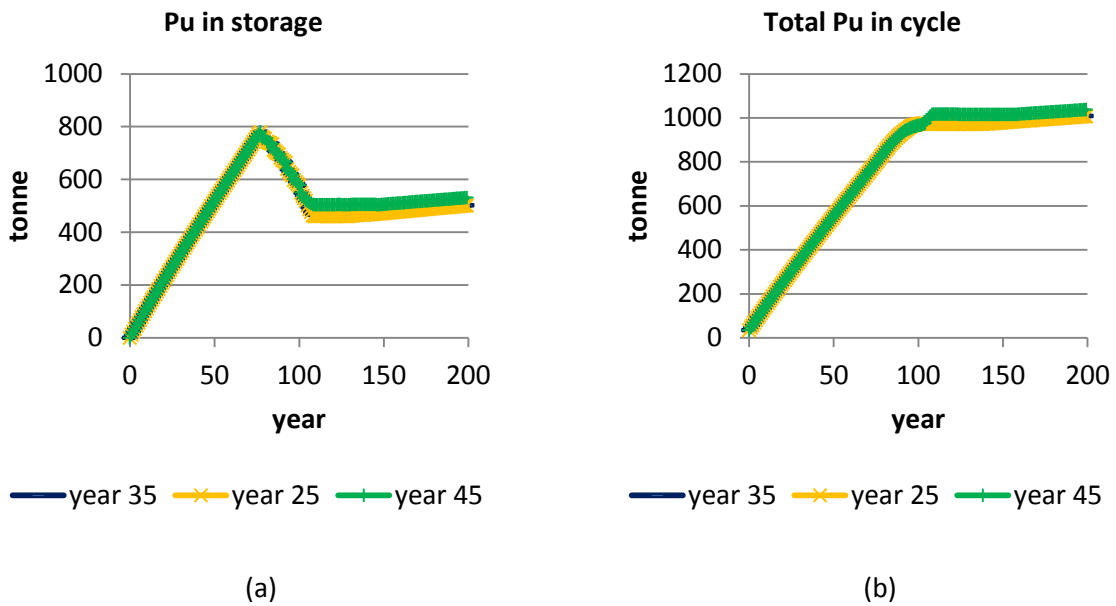 Pu in storage
1000
800
600
400
200
0
tonne
0 50 100 150 200
year
year 35 year 25 year 45
(a)
Total Pu in cycle
1200
1000
800
600
400
200
0
tonne
0 50 100 150 200
year
year 35 year 25 year 45
(b)